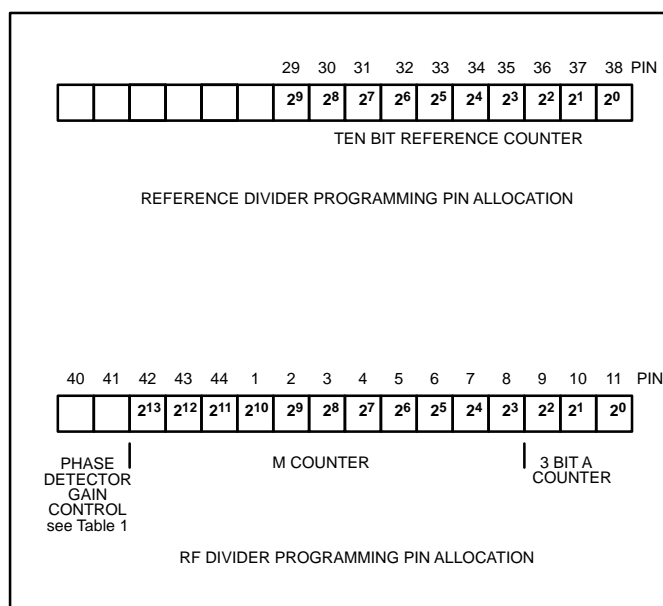 29 30 31 32 33 34 35 36 37 38 PIN
2⁹ 2⁸ 2⁷ 2⁶ 2⁵ 2⁴ 2³ 2² 2¹ 2⁰
TEN BIT REFERENCE COUNTER
REFERENCE DIVIDER PROGRAMMING PIN ALLOCATION
40 41 42 43 44 1 2 3 4 5 6 7 8 9 10 11 PIN
2¹³ 2¹² 2¹¹ 2¹⁰ 2⁹ 2⁸ 2⁷ 2⁶ 2⁵ 2⁴ 2³ 2² 2¹ 2⁰
PHASE
DETECTOR
GAIN
CONTROL
see Table 1
M COUNTER
3 BIT A
COUNTER
RF DIVIDER PROGRAMMING PIN ALLOCATION